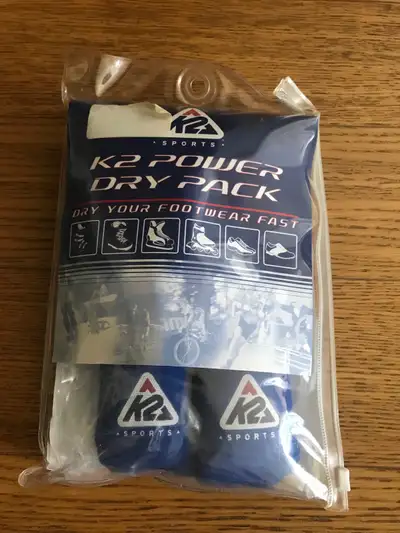 K2
· SPORTS ·
K2 POWER
DRY PACK
DRY YOUR FOOTWEAR FAST
K2
SPORTS
K2
SPORTS